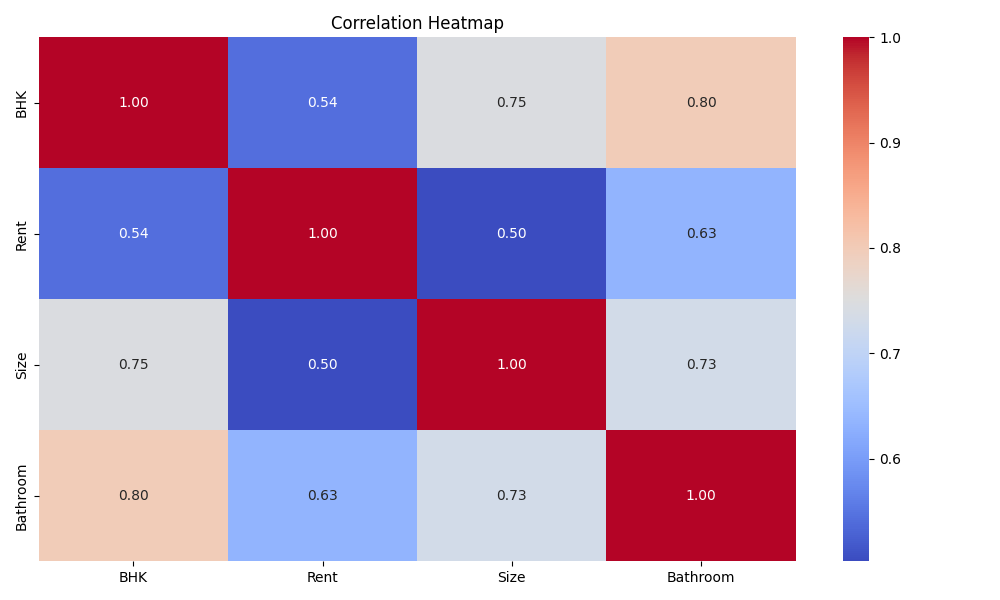 Correlation Heatmap
BHK 1.00 0.54 0.75 0.80
Rent 0.54 1.00 0.50 0.63
Size 0.75 0.50 1.00 0.73
Bathroom 0.80 0.63 0.73 1.00
BHK Rent Size Bathroom
1.0
0.9
0.8
0.7
0.6